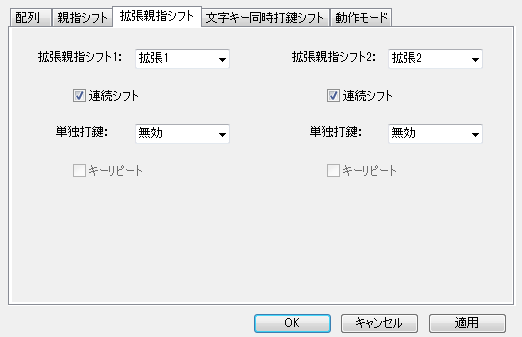 配列 親指シフト 拡張親指シフト 文字キー同時打鍵シフト 動作モード
拡張親指シフト1: 拡張1 拡張親指シフト2: 拡張2
連続シフト 連続シフト
単独打鍵: 無効 単独打鍵: 無効
キーリピート キーリピート
OK キャンセル 適用